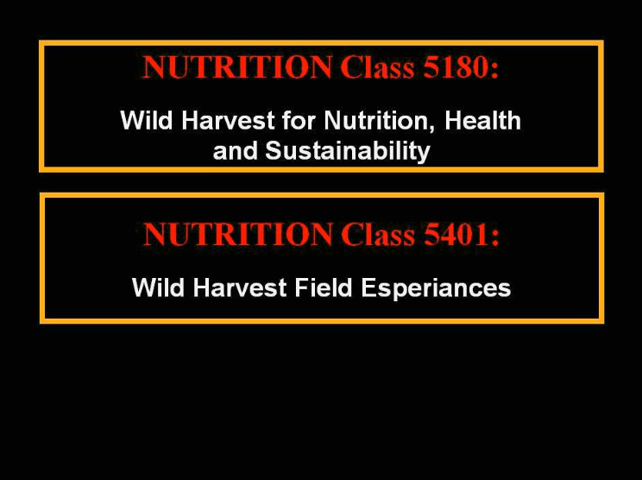 NUTRITION Class 5180:
Wild Harvest for Nutrition, Health
and Sustainability
NUTRITION Class 5401:
Wild Harvest Field Esperiances